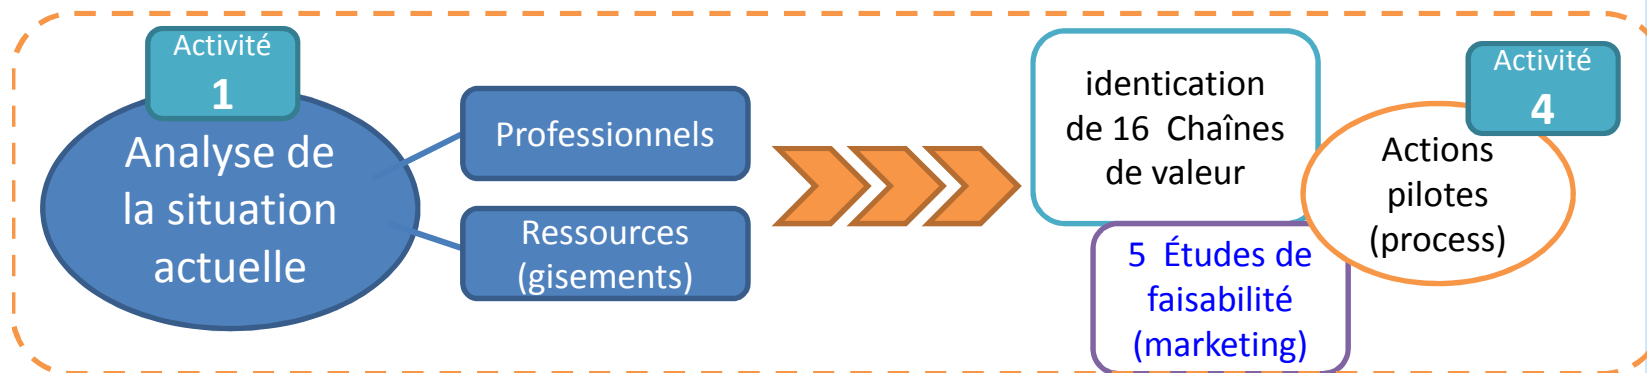 Activité
1
Analyse de
la situation
actuelle
Professionnels
Ressources
(gisements)
identication
de 16 Chaînes
de valeur
5 Études de
faisabilité
(marketing)
Activité
4
Actions
pilotes
(process)